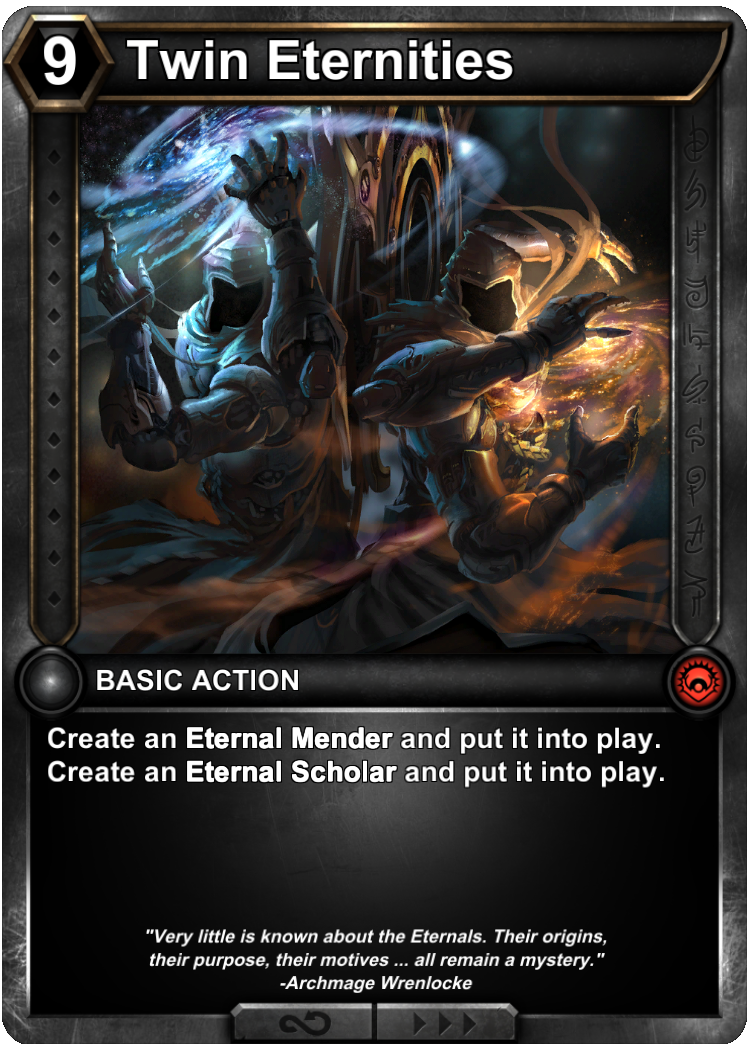 9
Twin Eternities
BASIC ACTION
Create an Eternal Mender and put it into play.
Create an Eternal Scholar and put it into play.
"Very little is known about the Eternals. Their origins,
their purpose, their motives ... all remain a mystery."
-Archmage Wrenlocke